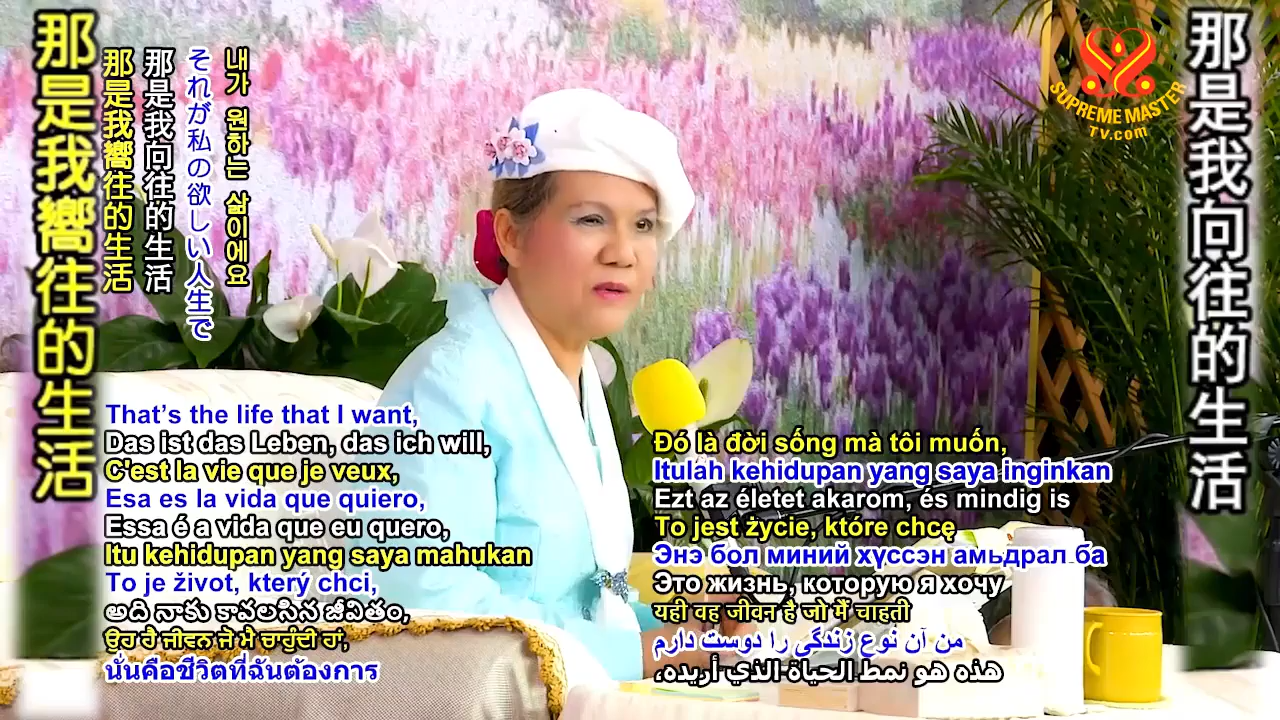 那是我嚮往的生活
那是我嚮往的生活
那是我向往的生活
それが私の欲しい人生で
내가 원하는 삶이에요
SUPREME MASTER
TV.com
那是我向往的生活
That's the life that I want,
Das ist das Leben, das ich will,
C'est la vie que je veux,
Esa es la vida que quiero,
Essa é a vida que eu quero,
Itu kehidupan yang saya mahukan
To je život, který chci,
అది నాకు కావలసిన జీవితం,
ਉਹ ਹੈ ਜੀਵਨ ਜੋ ਮੈਂ ਚਾਹੁੰਦੀ ਹਾਂ,
นั่นคือชีวิตที่ฉันต้องการ
Đó là đời sống mà tôi muốn,
Itulah kehidupan yang saya inginkan
Ezt az életet akarom, és mindig is
To jest życie, które chcę
Энэ бол миний хүссэн амьдрал ба
Это жизнь, которую я хочу
यही वह जीवन है जो मैं चाहती
من آن نوع زندگی را دوست دارم
هذه هو نمط الحياة الذي أريده،